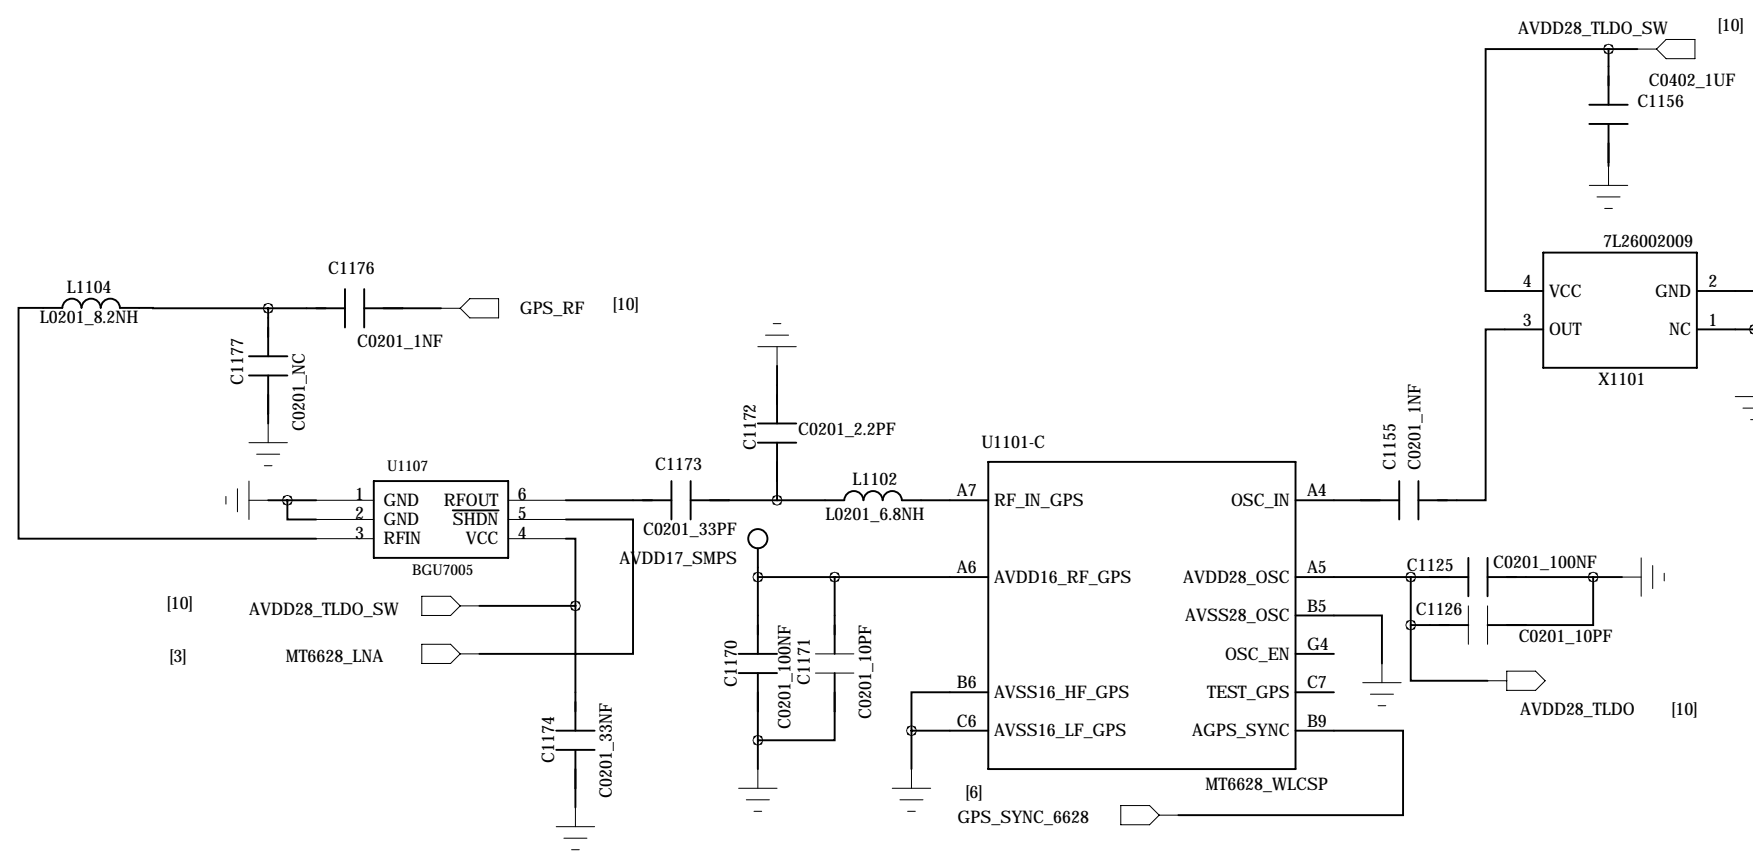 AVDD28_TLDO_SW [10]
C0402_1UF
C1156
7L26002009
4 VCC GND 2
3 OUT NC 1
X1101
L1104
L0201_8.2NH
C1176
C0201_1NF
GPS_RF [10]
C1177
C0201_NC
U1107
1 GND RFOUT 6
2 GND SHDN 5
3 RFIN VCC 4
BGU7005
[10] AVDD28_TLDO_SW
[3] MT6628_LNA
C1174
C0201_33NF
C1173
C0201_33PF
C1172
C0201_2.2PF
L1102
L0201_6.8NH
AVDD17_SMPS
C1170
C0201_100NF
C1171
C0201_10PF
U1101-C
A7 RF_IN_GPS OSC_IN A4
A6 AVDD16_RF_GPS AVDD28_OSC A5
AVSS28_OSC B5
OSC_EN G4
B6 AVSS16_HF_GPS TEST_GPS C7
C6 AVSS16_LF_GPS AGPS_SYNC B9
MT6628_WLCSP
[6]
GPS_SYNC_6628
C1155
C0201_1NF
C1125 C0201_100NF
C1126
C0201_10PF
AVDD28_TLDO [10]